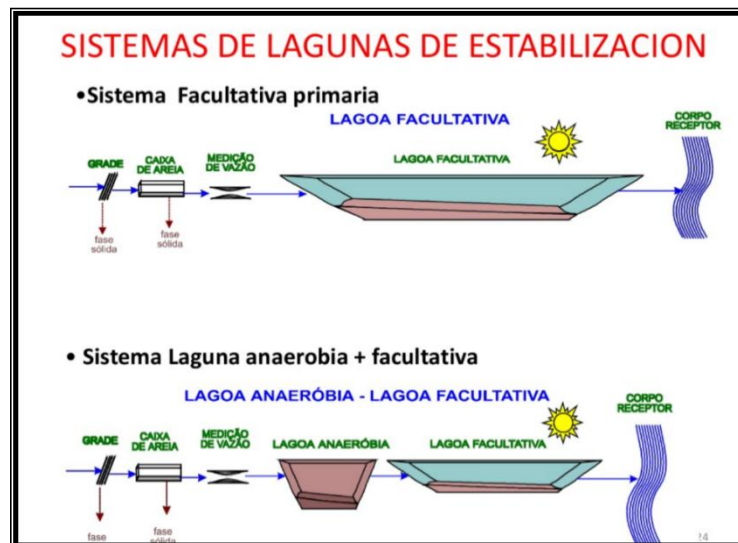 SISTEMAS DE LAGUNAS DE ESTABILIZACION
•Sistema Facultativa primaria
LAGOA FACULTATIVA
CORPO
RECEPTOR
GRADE
CAIXA
DE AREIA
MEDIÇÃO
DE VAZÃO
LAGOA FACULTATIVA
fase
sólida
fase
sólida
• Sistema Laguna anaerobia + facultativa
LAGOA ANAERÓBIA - LAGOA FACULTATIVA
CORPO
RECEPTOR
GRADE
CAIXA
DE AREIA
MEDIÇÃO
DE VAZÃO
LAGOA ANAERÓBIA
LAGOA FACULTATIVA
fase
fase
sólida